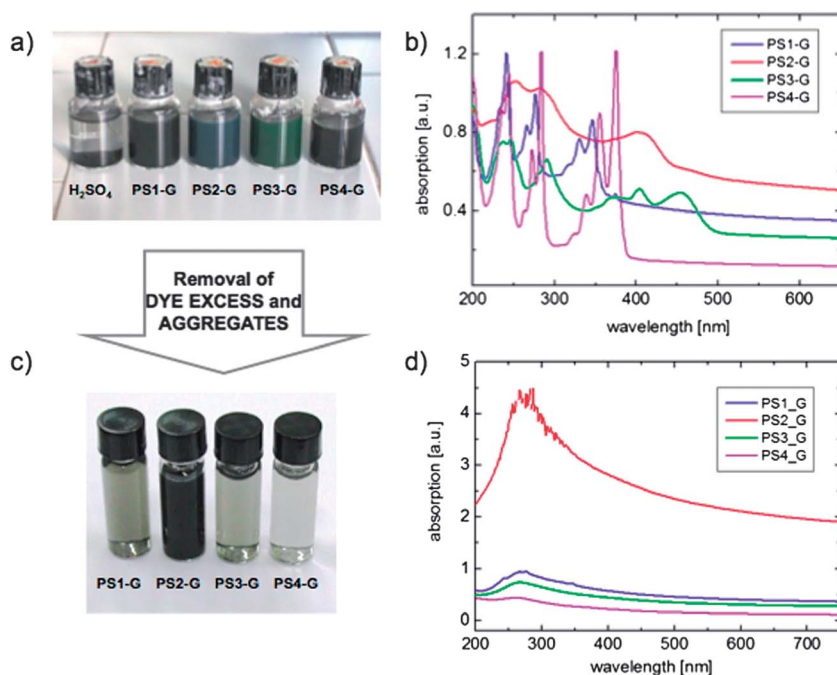 a)
H₂SO₄ PS1-G PS2-G PS3-G PS4-G
Removal of
DYE EXCESS and
AGGREGATES
b)
absorption [a.u.]
1.2
0.8
0.4
PS1-G
PS2-G
PS3-G
PS4-G
200 300 400 500 600
wavelength [nm]
c)
PS1-G PS2-G PS3-G PS4-G
d)
absorption [a.u.]
5
4
3
2
1
0
PS1_G
PS2_G
PS3_G
PS4_G
200 300 400 500 600 700
wavelength [nm]